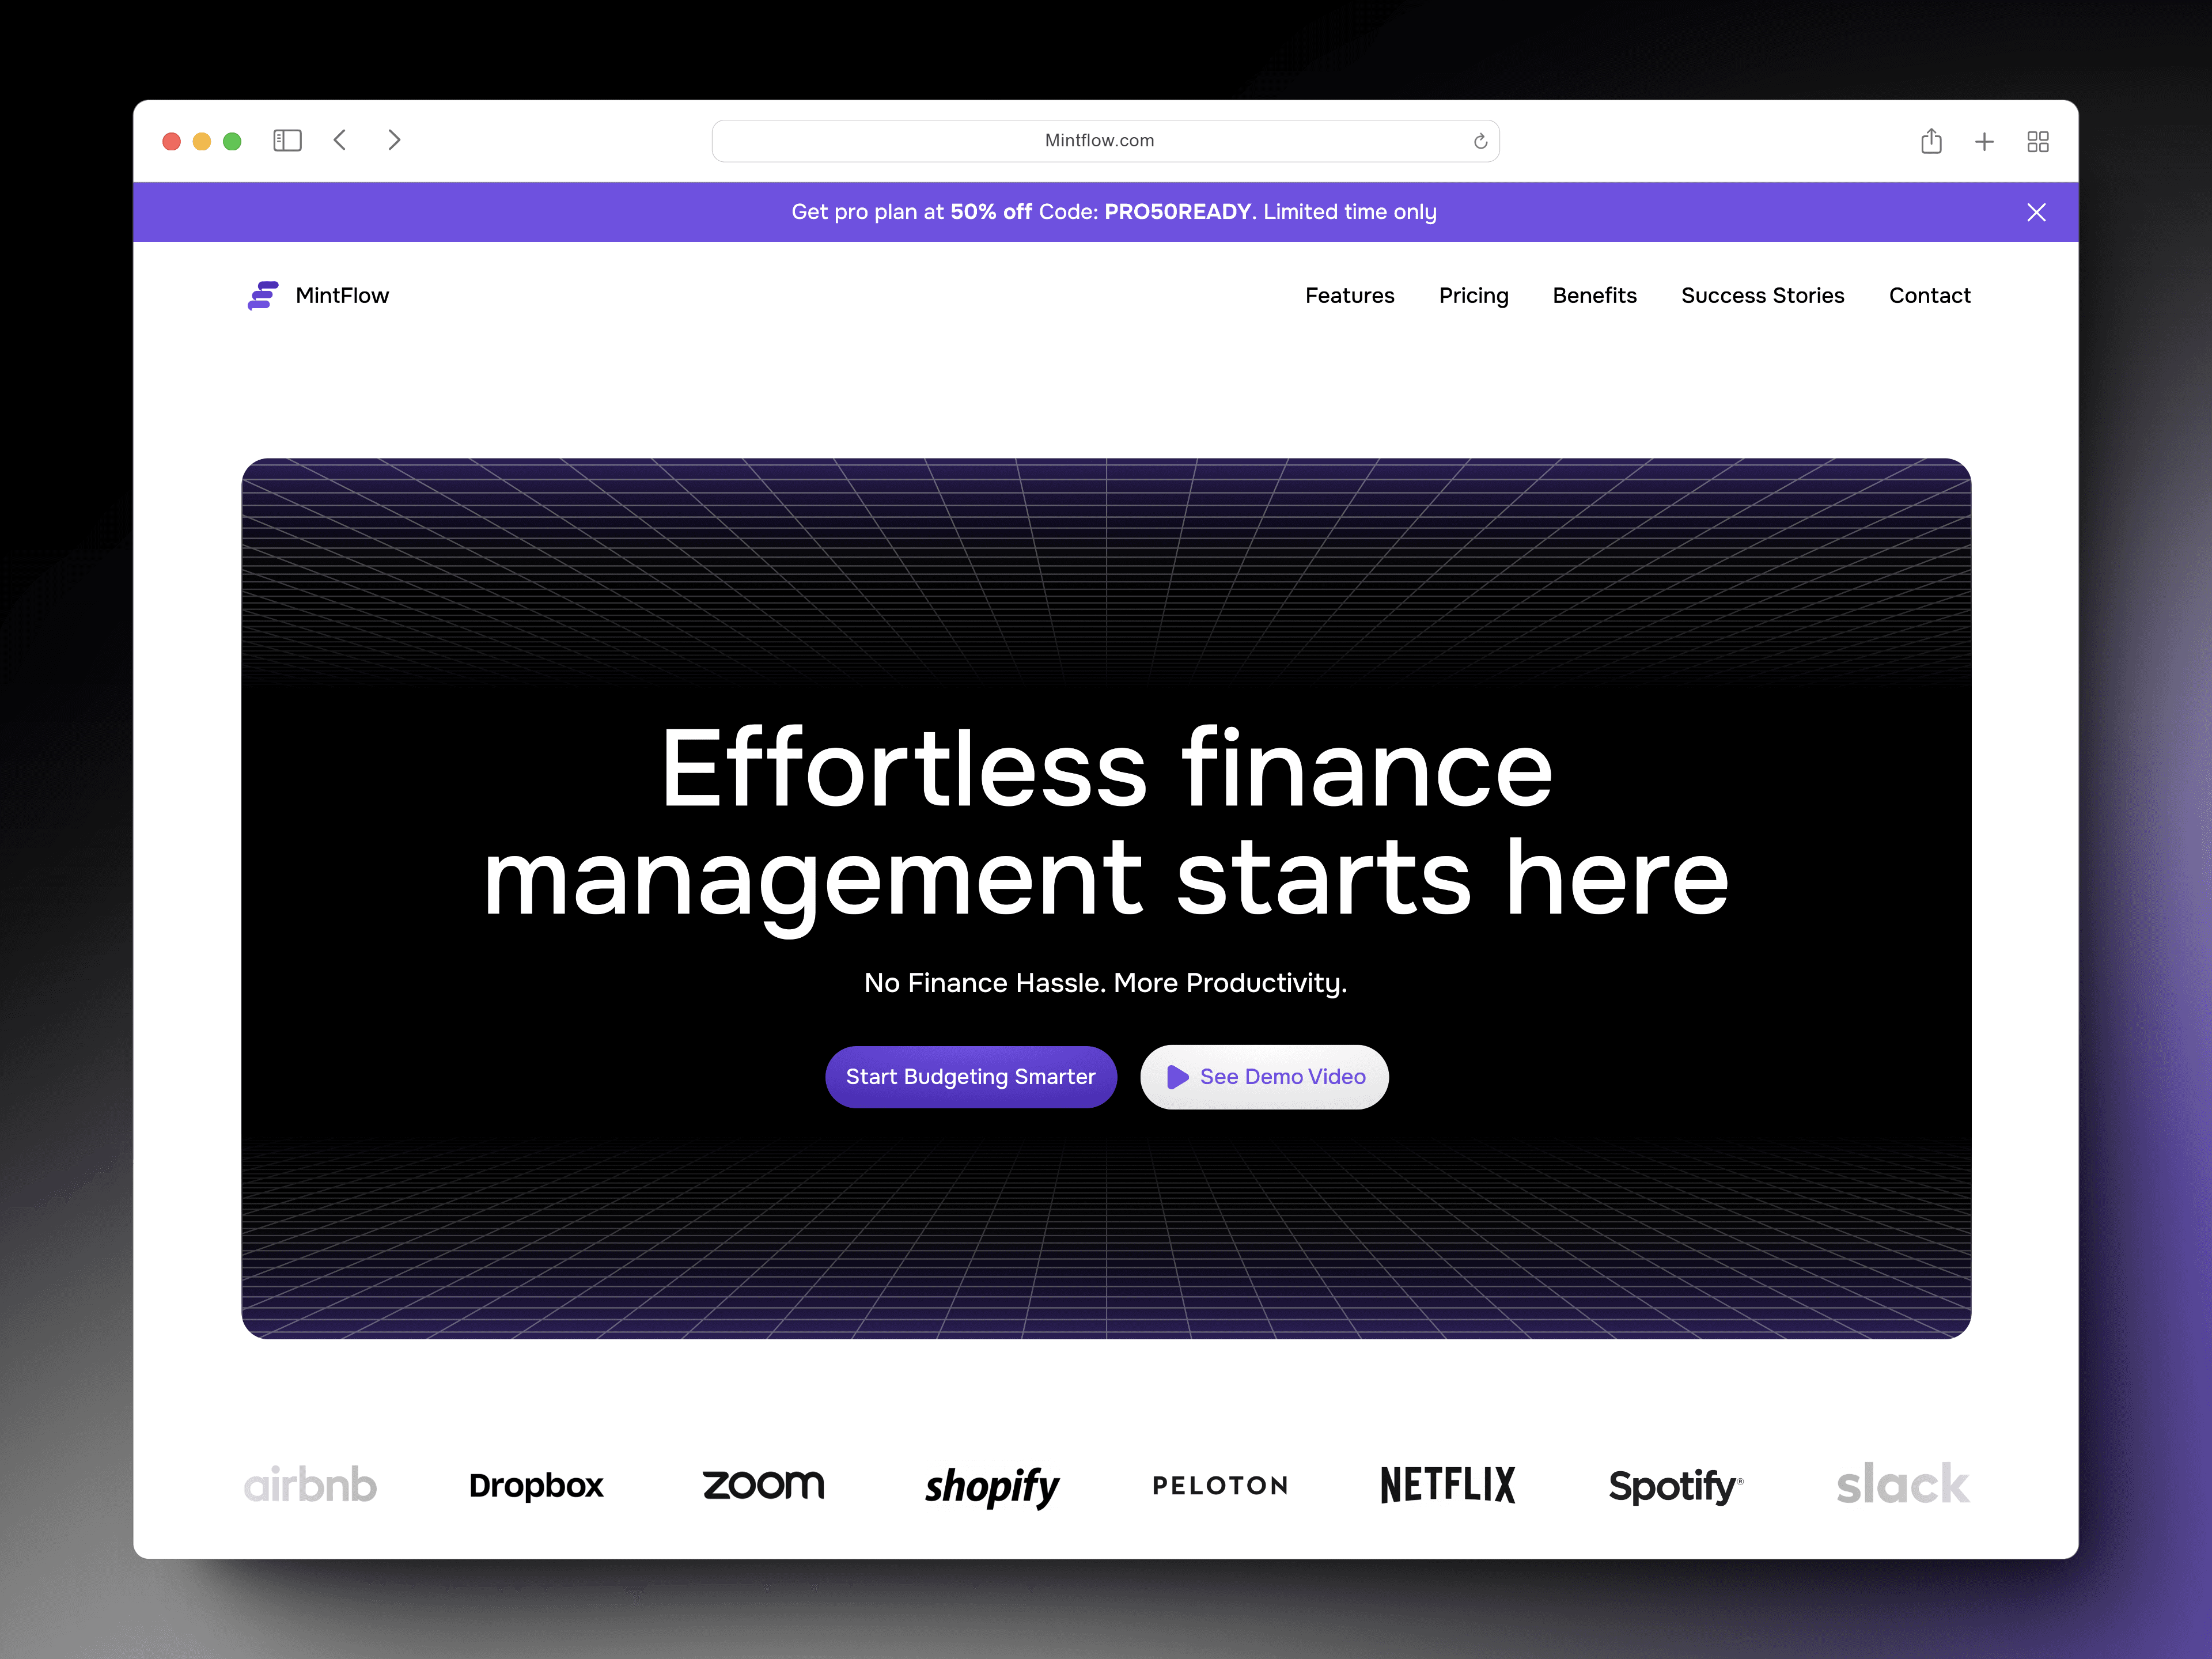 Mintflow.com
Get pro plan at 50% off Code: PRO50READY. Limited time only
MintFlow
Features Pricing Benefits Success Stories Contact
Effortless finance
management starts here
No Finance Hassle. More Productivity.
Start Budgeting Smarter
See Demo Video
airbnb Dropbox zoom shopify PELOTON NETFLIX Spotify® slack